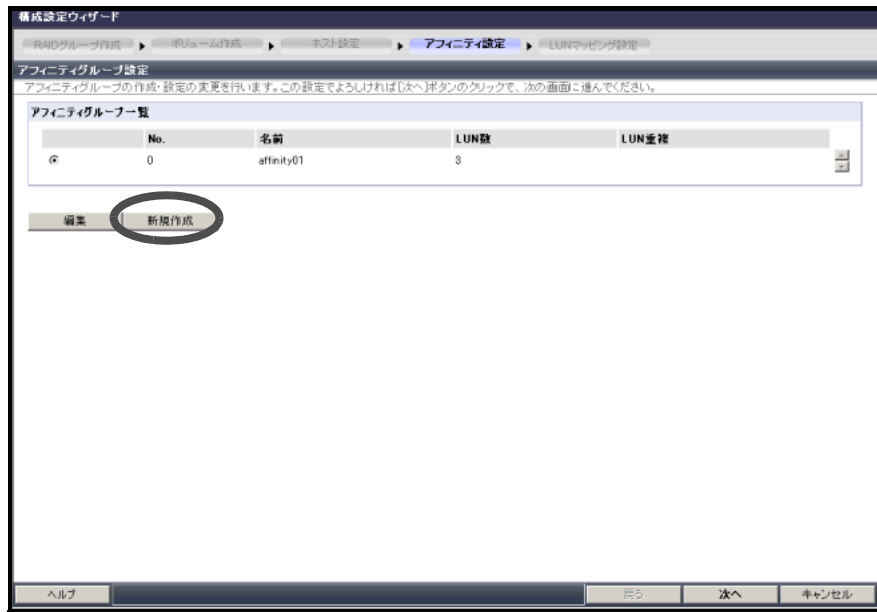 構成設定ウィザード
RAIDグループ作成 ボリューム作成 ホスト設定 アフィニティ設定 LUNマッピング設定
アフィニティグループ設定
アフィニティグループの作成・設定の変更を行います。この設定でよろしければ[次へ]ボタンのクリックで、次の画面に進んでください。
アフィニティグループ一覧
No. 名前 LUN数 LUN重複
0 affinity01 3
編集 新規作成
ヘルプ 戻る 次へ キャンセル